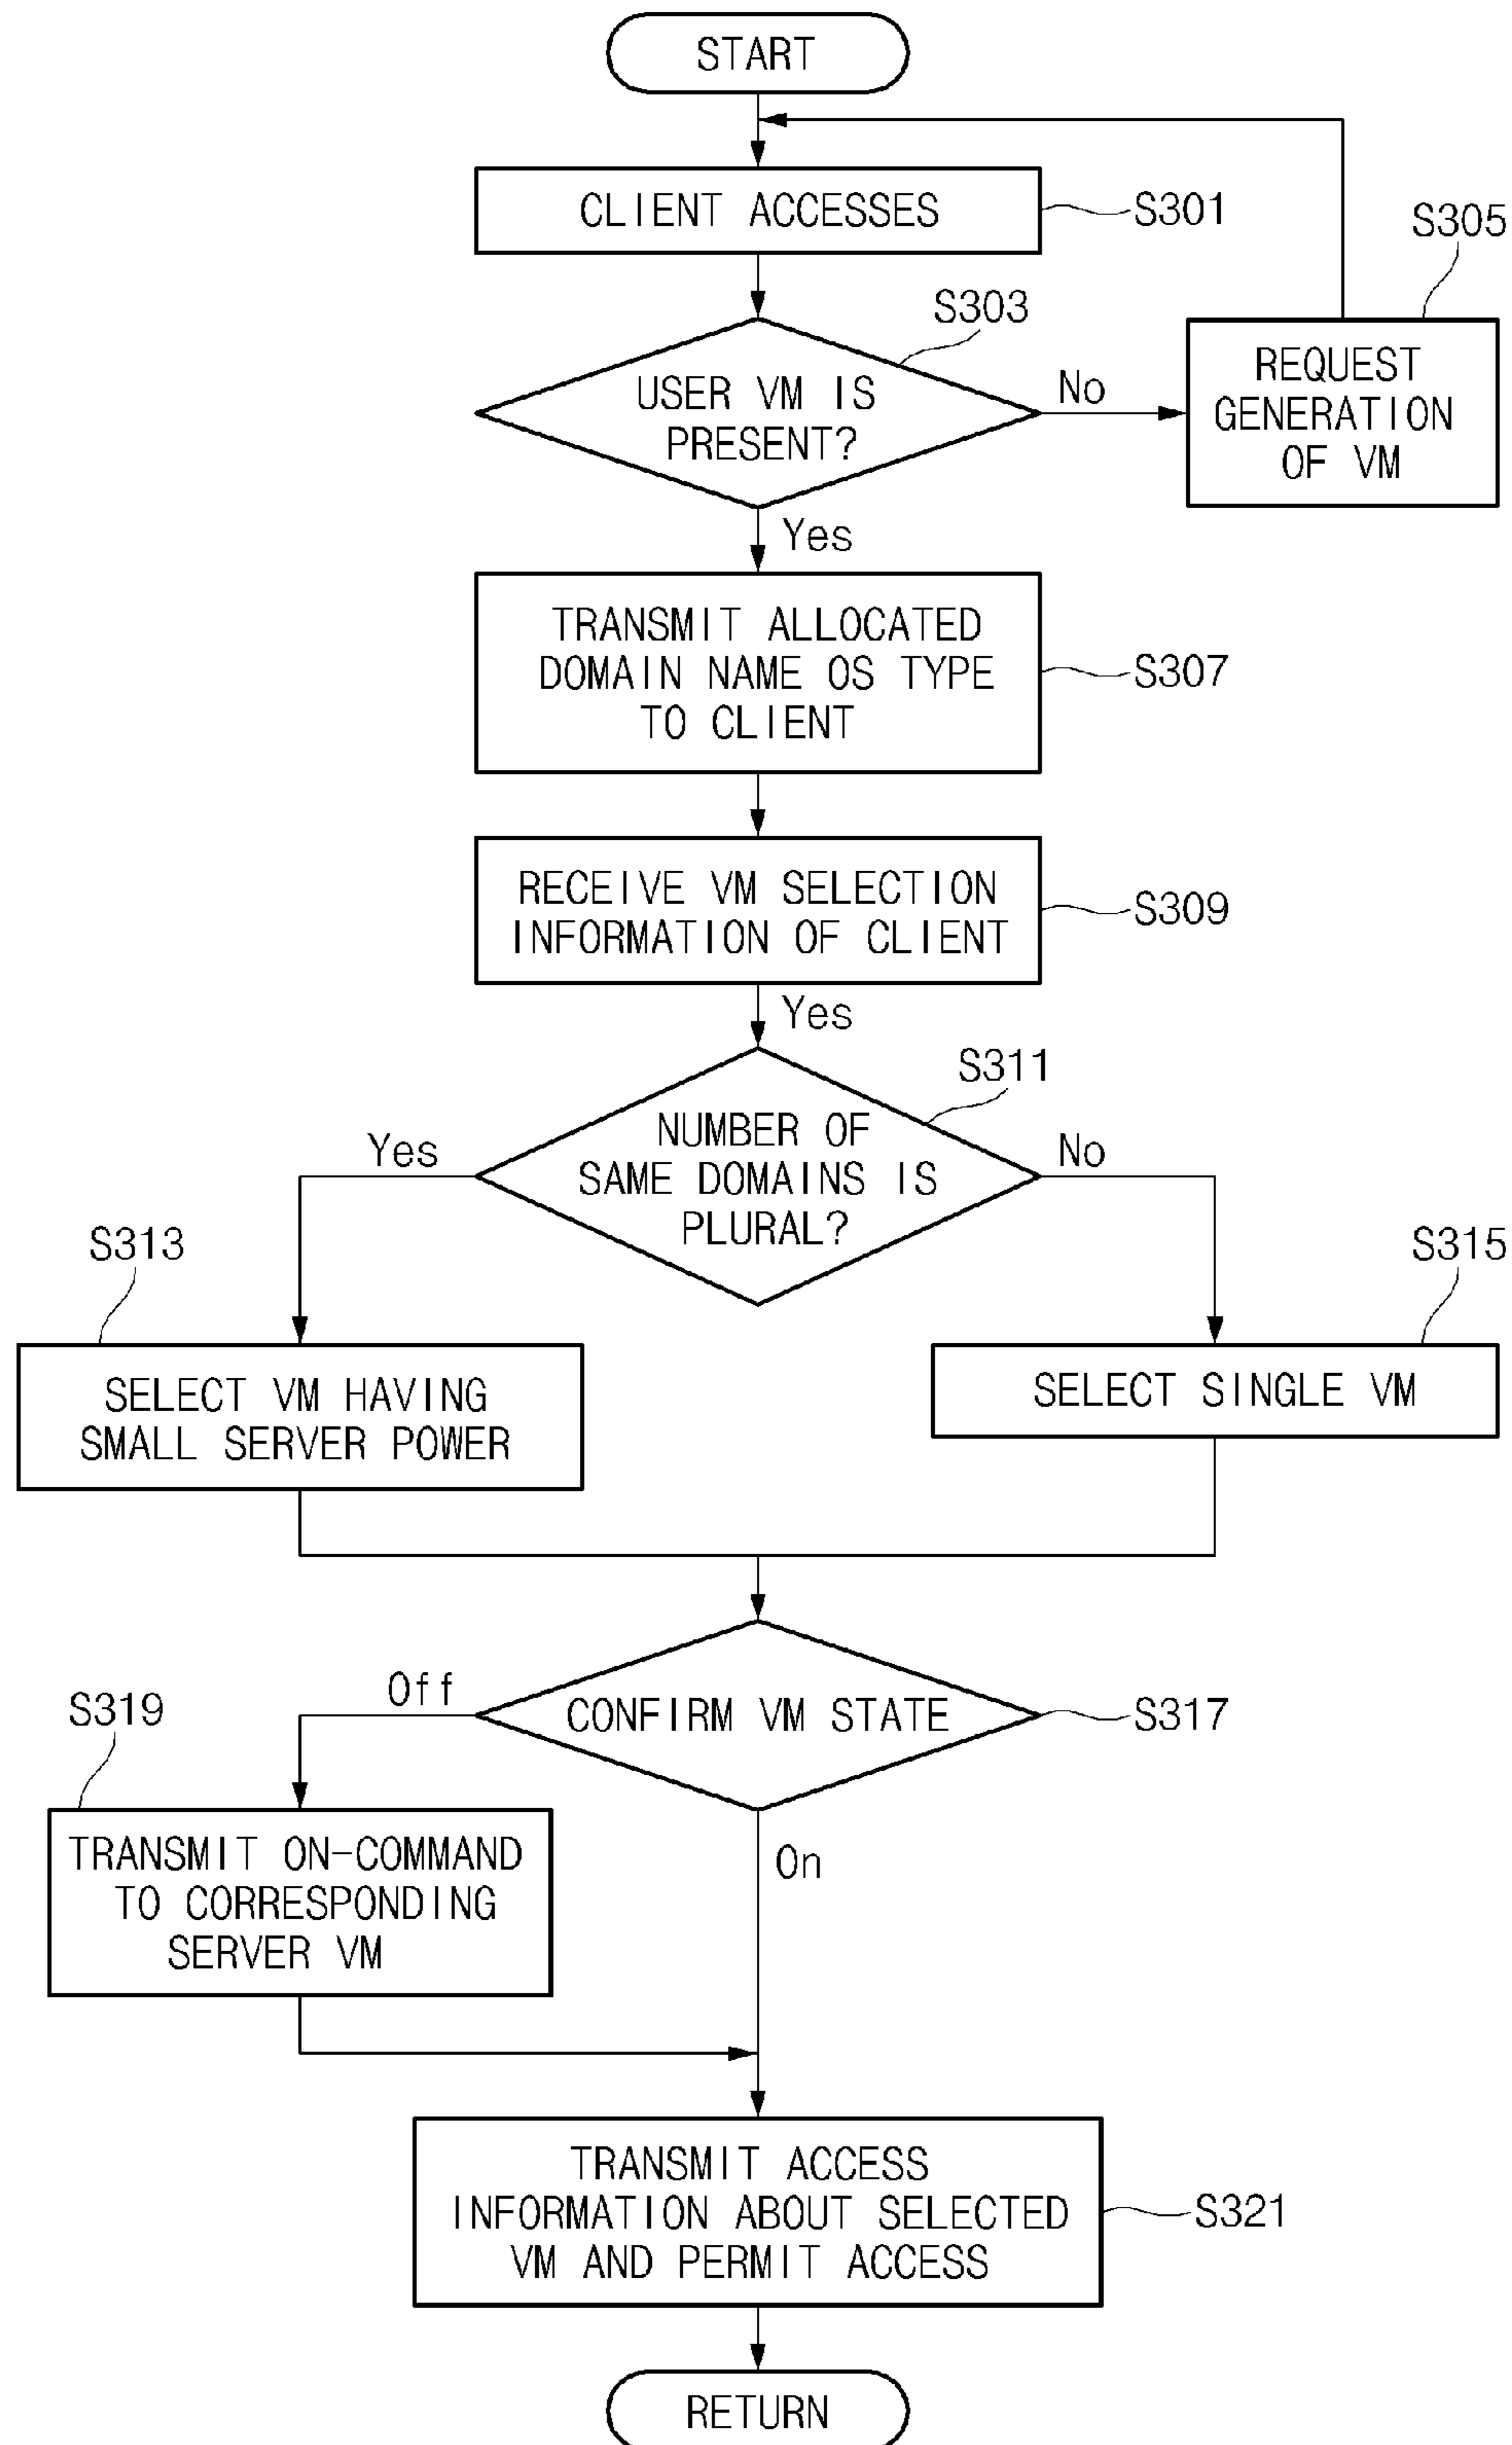 START
CLIENT ACCESSES
S301
S305
S303
USER VM IS
PRESENT?
No
REQUEST
GENERATION
OF VM
Yes
TRANSMIT ALLOCATED
DOMAIN NAME OS TYPE
TO CLIENT
S307
RECEIVE VM SELECTION
INFORMATION OF CLIENT
S309
Yes
S311
NUMBER OF
SAME DOMAINS IS
PLURAL?
Yes
No
S313
S315
SELECT VM HAVING
SMALL SERVER POWER
SELECT SINGLE VM
Off
CONFIRM VM STATE
S317
S319
TRANSMIT ON-COMMAND
TO CORRESPONDING
SERVER VM
On
TRANSMIT ACCESS
INFORMATION ABOUT SELECTED
VM AND PERMIT ACCESS
S321
RETURN